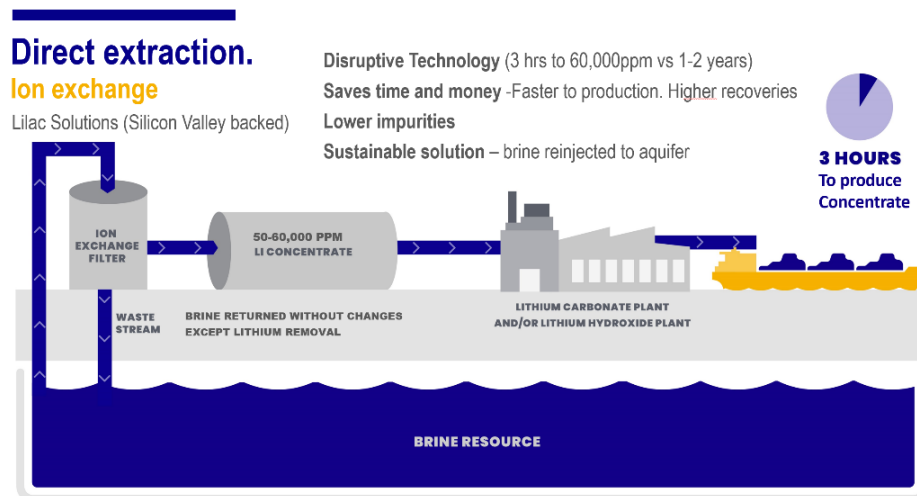 Direct extraction.
Ion exchange
Lilac Solutions (Silicon Valley backed)
Disruptive Technology (3 hrs to 60,000ppm vs 1-2 years)
Saves time and money -Faster to production. Higher recoveries
Lower impurities
Sustainable solution – brine reinjected to aquifer
3 HOURS
To produce
Concentrate
ION
EXCHANGE
FILTER
50-60,000 PPM
LI CONCENTRATE
WASTE
STREAM
BRINE RETURNED WITHOUT CHANGES
EXCEPT LITHIUM REMOVAL
LITHIUM CARBONATE PLANT
AND/OR LITHIUM HYDROXIDE PLANT
BRINE RESOURCE